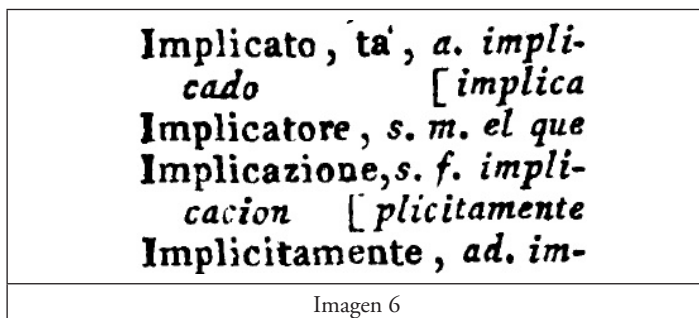 Implicato, ta, a. impli-
cado [implica
Implicatore, s. m. el que
Implicazione, s. f. impli-
cacion [plicitamente
Implicitamente, ad. im-
Imagen 6